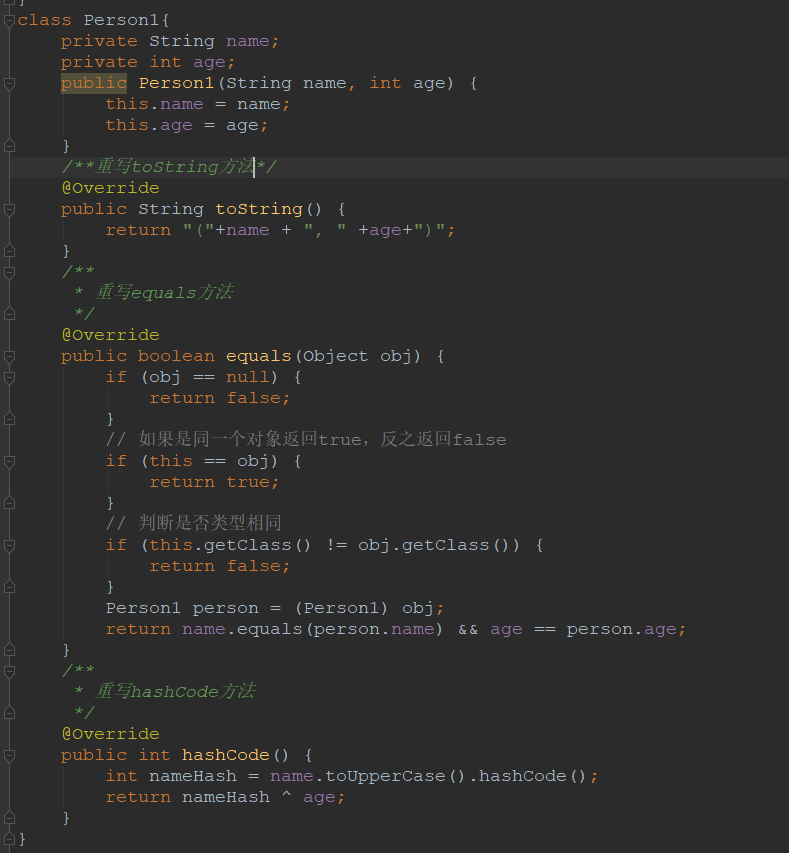 }
class Person1{
    private String name;
    private int age;
    public Person1(String name, int age) {
        this.name = name;
        this.age = age;
    }
    /**重写toString方法*/
    @Override
    public String toString() {
        return "("+name + ", " +age+")";
    }
    /**
     * 重写equals方法
     */
    @Override
    public boolean equals(Object obj) {
        if (obj == null) {
            return false;
        }
        // 如果是同一个对象返回true，反之返回false
        if (this == obj) {
            return true;
        }
        // 判断是否类型相同
        if (this.getClass() != obj.getClass()) {
            return false;
        }
        Person1 person = (Person1) obj;
        return name.equals(person.name) && age == person.age;
    }
    /**
     * 重写hashCode方法
     */
    @Override
    public int hashCode() {
        int nameHash = name.toUpperCase().hashCode();
        return nameHash ^ age;
    }
}